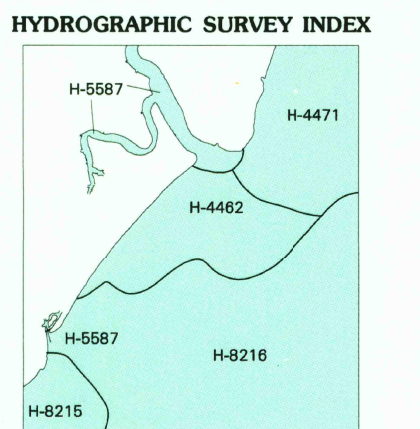 HYDROGRAPHIC SURVEY INDEX
H-5587
H-4471
H-4462
H-5587
H-8216
H-8215